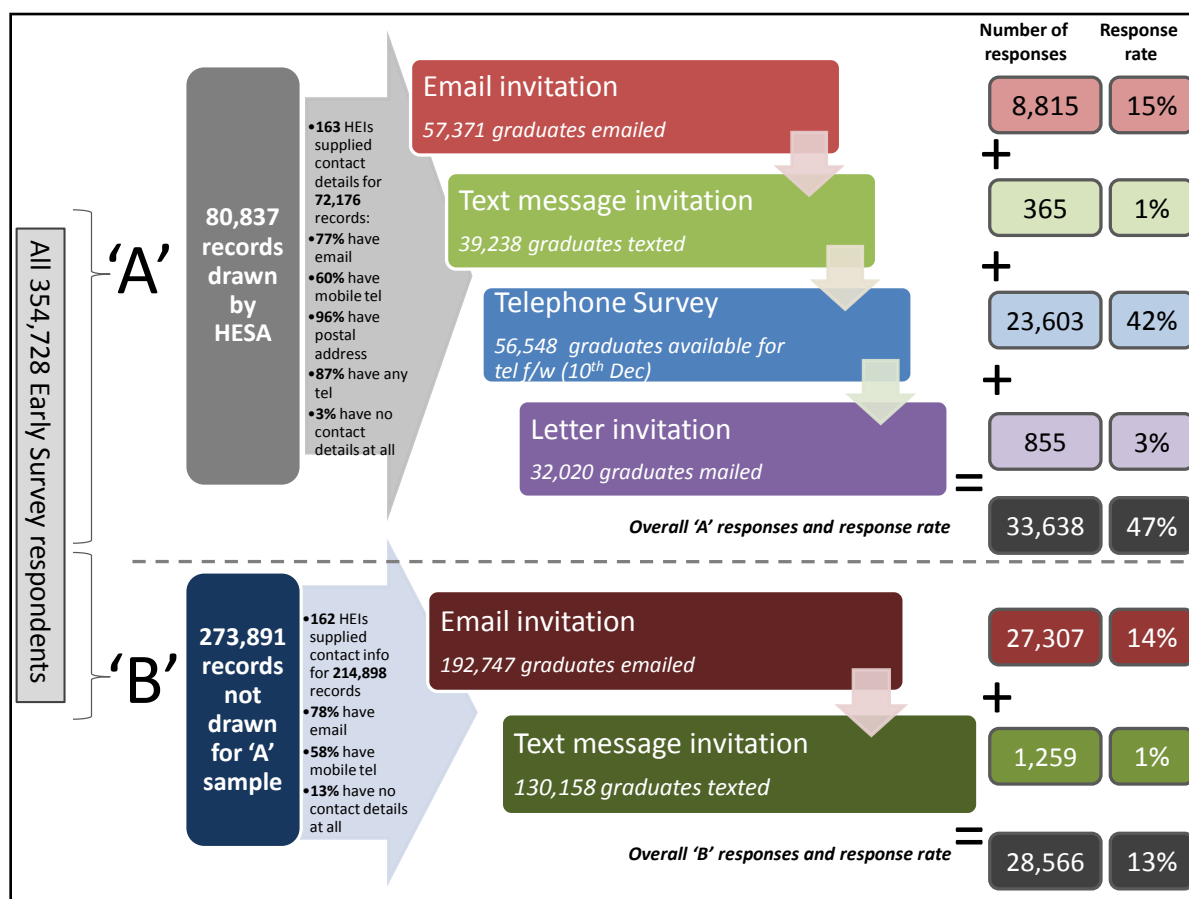 Number of
responses
Response
rate
All 354,728 Early Survey respondents
‘A’
80,837
records
drawn
by
HESA
•163 HEIs
supplied
contact
details for
72,176
records:
•77% have
email
•60% have
mobile tel
•96% have
postal
address
•87% have any
tel
•3% have no
contact
details at all
Email invitation
57,371 graduates emailed
8,815
15%
+
Text message invitation
39,238 graduates texted
365
1%
+
Telephone Survey
56,548 graduates available for
tel f/w (10th Dec)
23,603
42%
+
Letter invitation
32,020 graduates mailed
855
3%
=
Overall ‘A’ responses and response rate
33,638
47%
‘B’
273,891
records
not
drawn
for ‘A’
sample
•162 HEIs
supplied
contact info
for 214,898
records
•78% have
email
•58% have
mobile tel
•13% have no
contact details
at all
Email invitation
192,747 graduates emailed
27,307
14%
+
Text message invitation
130,158 graduates texted
1,259
1%
=
Overall ‘B’ responses and response rate
28,566
13%